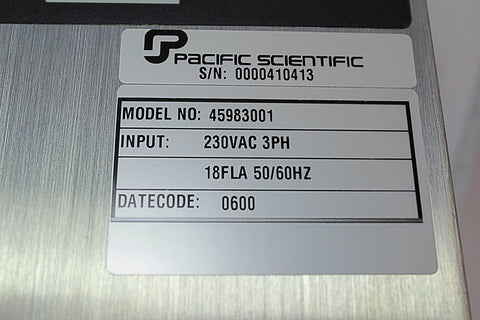 PACIFIC SCIENTIFIC
S/N: 0000410413
MODEL NO: 45983001
INPUT: 230VAC 3PH
18FLA 50/60HZ
DATECODE: 0600